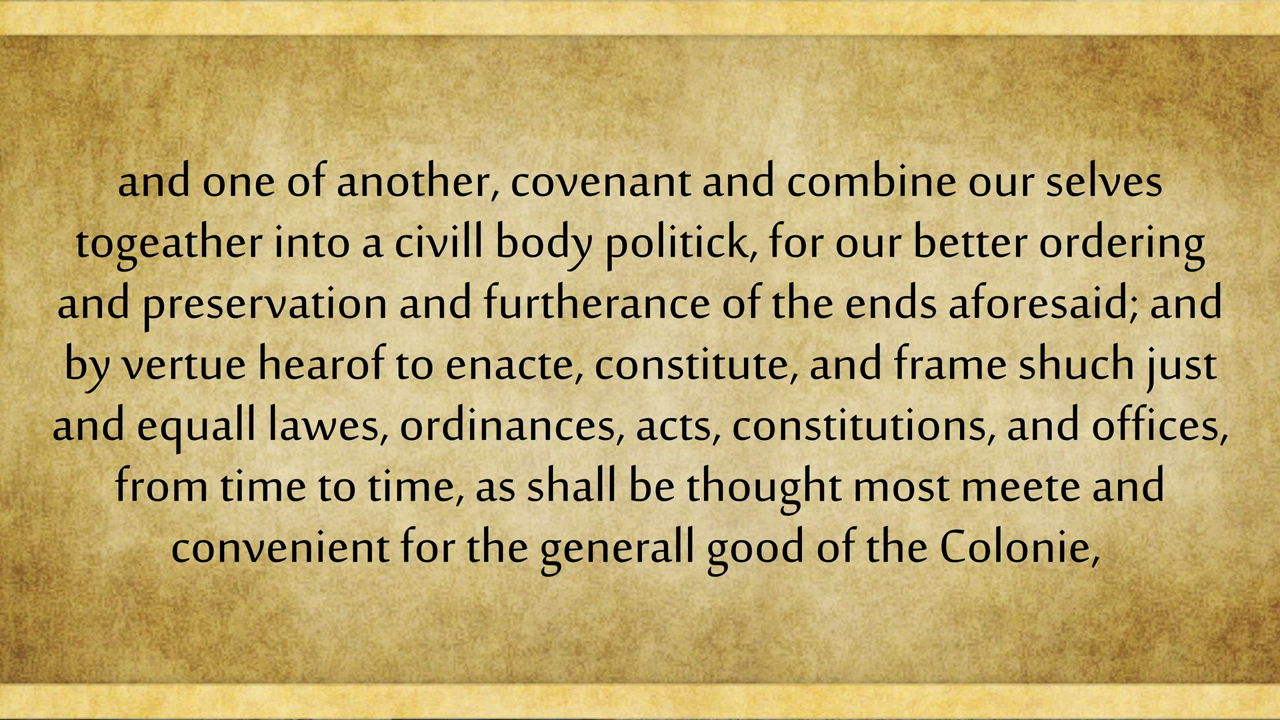 and one of another, covenant and combine our selves
togeather into a civill body politick, for our better ordering
and preservation and furtherance of the ends aforesaid; and
by vertue hearof to enacte, constitute, and frame shuch just
and equall lawes, ordinances, acts, constitutions, and offices,
from time to time, as shall be thought most meete and
convenient for the generall good of the Colonie,